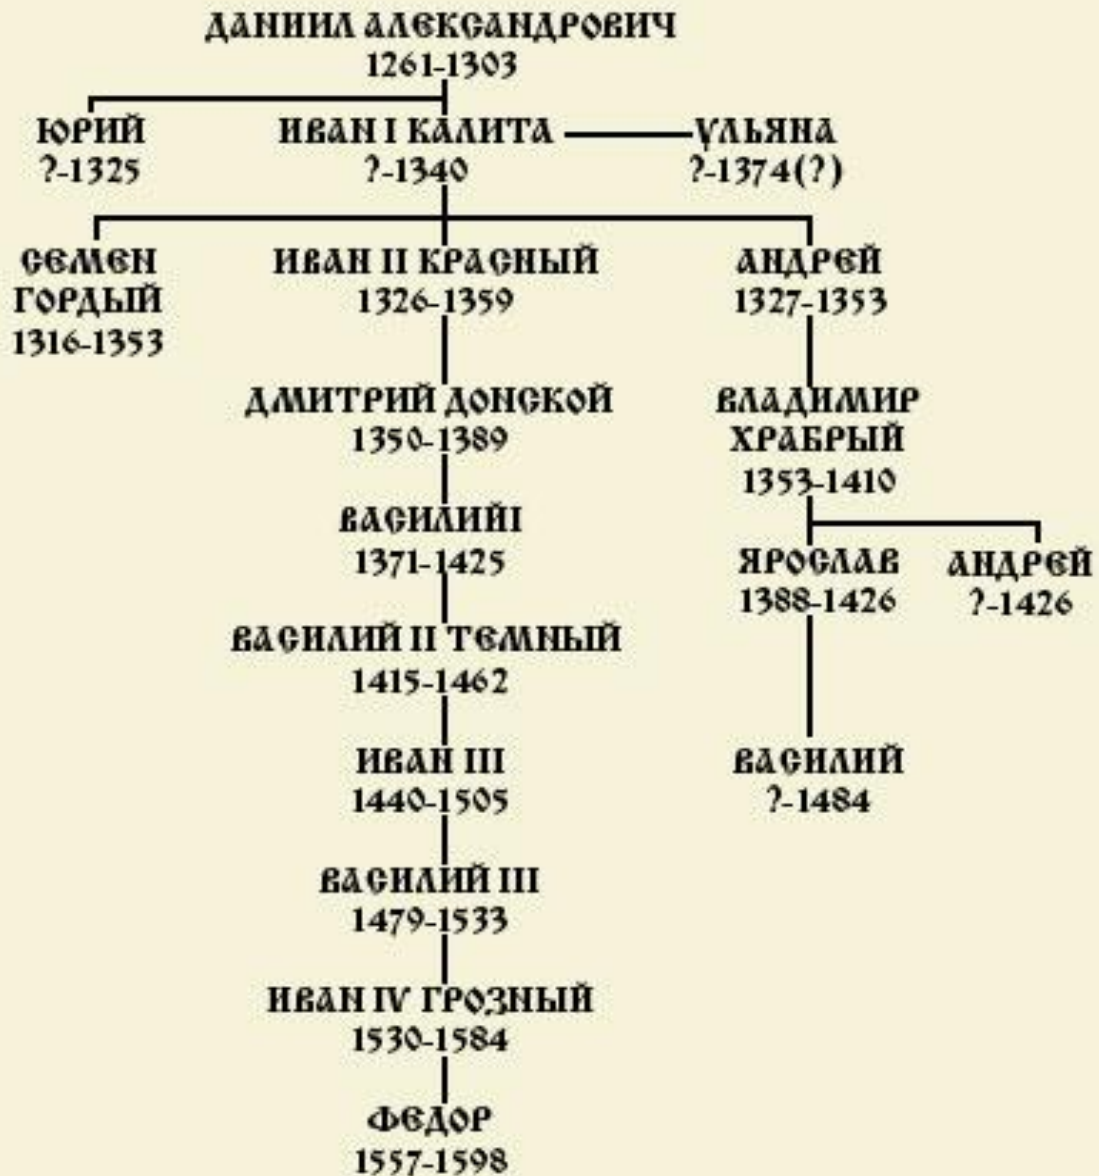 ДАНИИЛ АЛЕКСАНДРОВИЧ
1261-1303
ЮРИЙ
?-1325
ИВАН I КАЛИТА
?-1340
УЛЬЯНА
?-1374(?)
СЕМЕН
ГОРДЫЙ
1316-1353
ИВАН II КРАСНЫЙ
1326-1359
АНДРЕЙ
1327-1353
ДМИТРИЙ ДОНСКОЙ
1350-1389
ВЛАДИМИР
ХРАБРЫЙ
1353-1410
ВАСИЛИЙ I
1371-1425
ЯРОСЛАВ
1388-1426
АНДРЕЙ
?-1426
ВАСИЛИЙ II ТЕМНЫЙ
1415-1462
ИВАН III
1440-1505
ВАСИЛИЙ
?-1484
ВАСИЛИЙ III
1479-1533
ИВАН IV ГРОЗНЫЙ
1530-1584
ФЕДОР
1557-1598